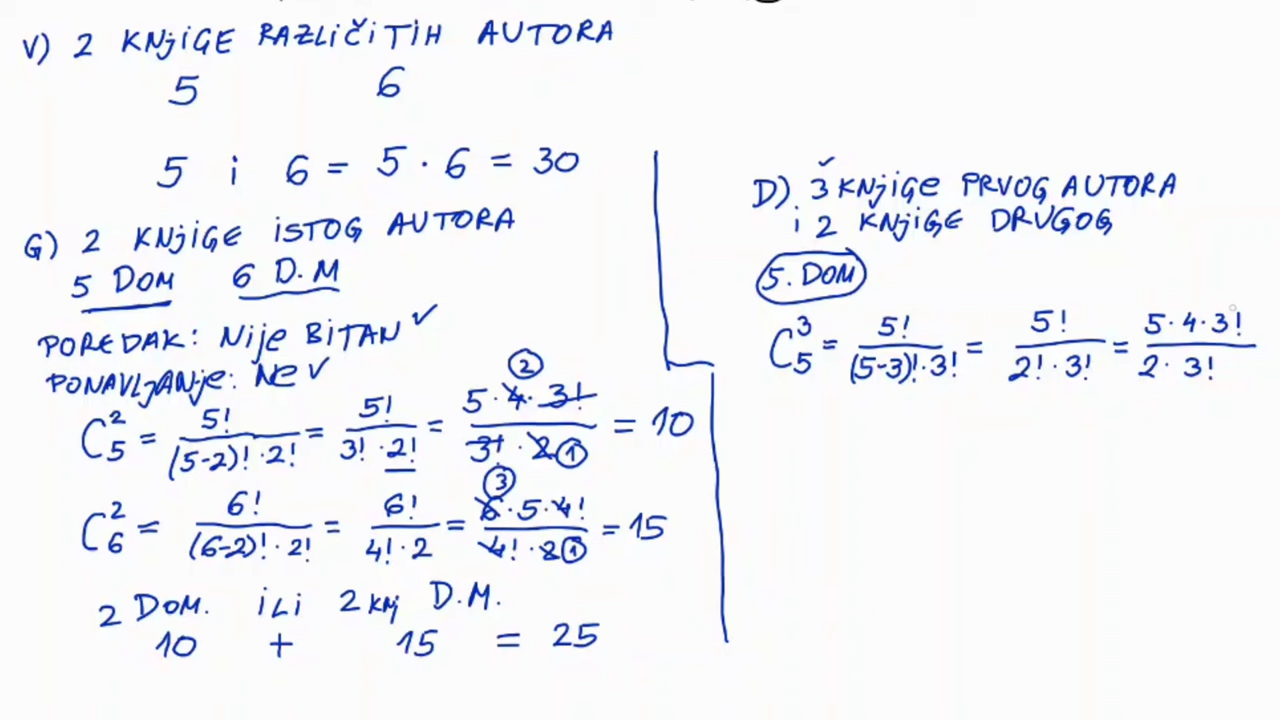 V) 2 KNjiGE RAZLiČiTiH AUTORA
5 6
5 i 6 = 5 · 6 = 30
G) 2 KNjiGE iSTOG AUTORA
5 DOM 6 D.M
POREDAK: Nije BiTAN ✓
PONAVLjANje: Ne ✓
C₅² = 5!/((5-2)!·2!) = 5!/(3!·2!) = (5·4·3!)/(3!·2) = 10
② ①
C₆² = 6!/((6-2)!·2!) = 6!/(4!·2) = (6·5·4!)/(4!·2) = 15
③ ①
2 DOM. iLi 2 KNj D.M.
10 + 15 = 25
D) 3 KNjiGe PRVOG AUTORA
i 2 KNjiGE DRUGOG
5. DOM
C₅³ = 5!/((5-3)!·3!) = 5!/(2!·3!) = (5·4·3!)/(2·3!)